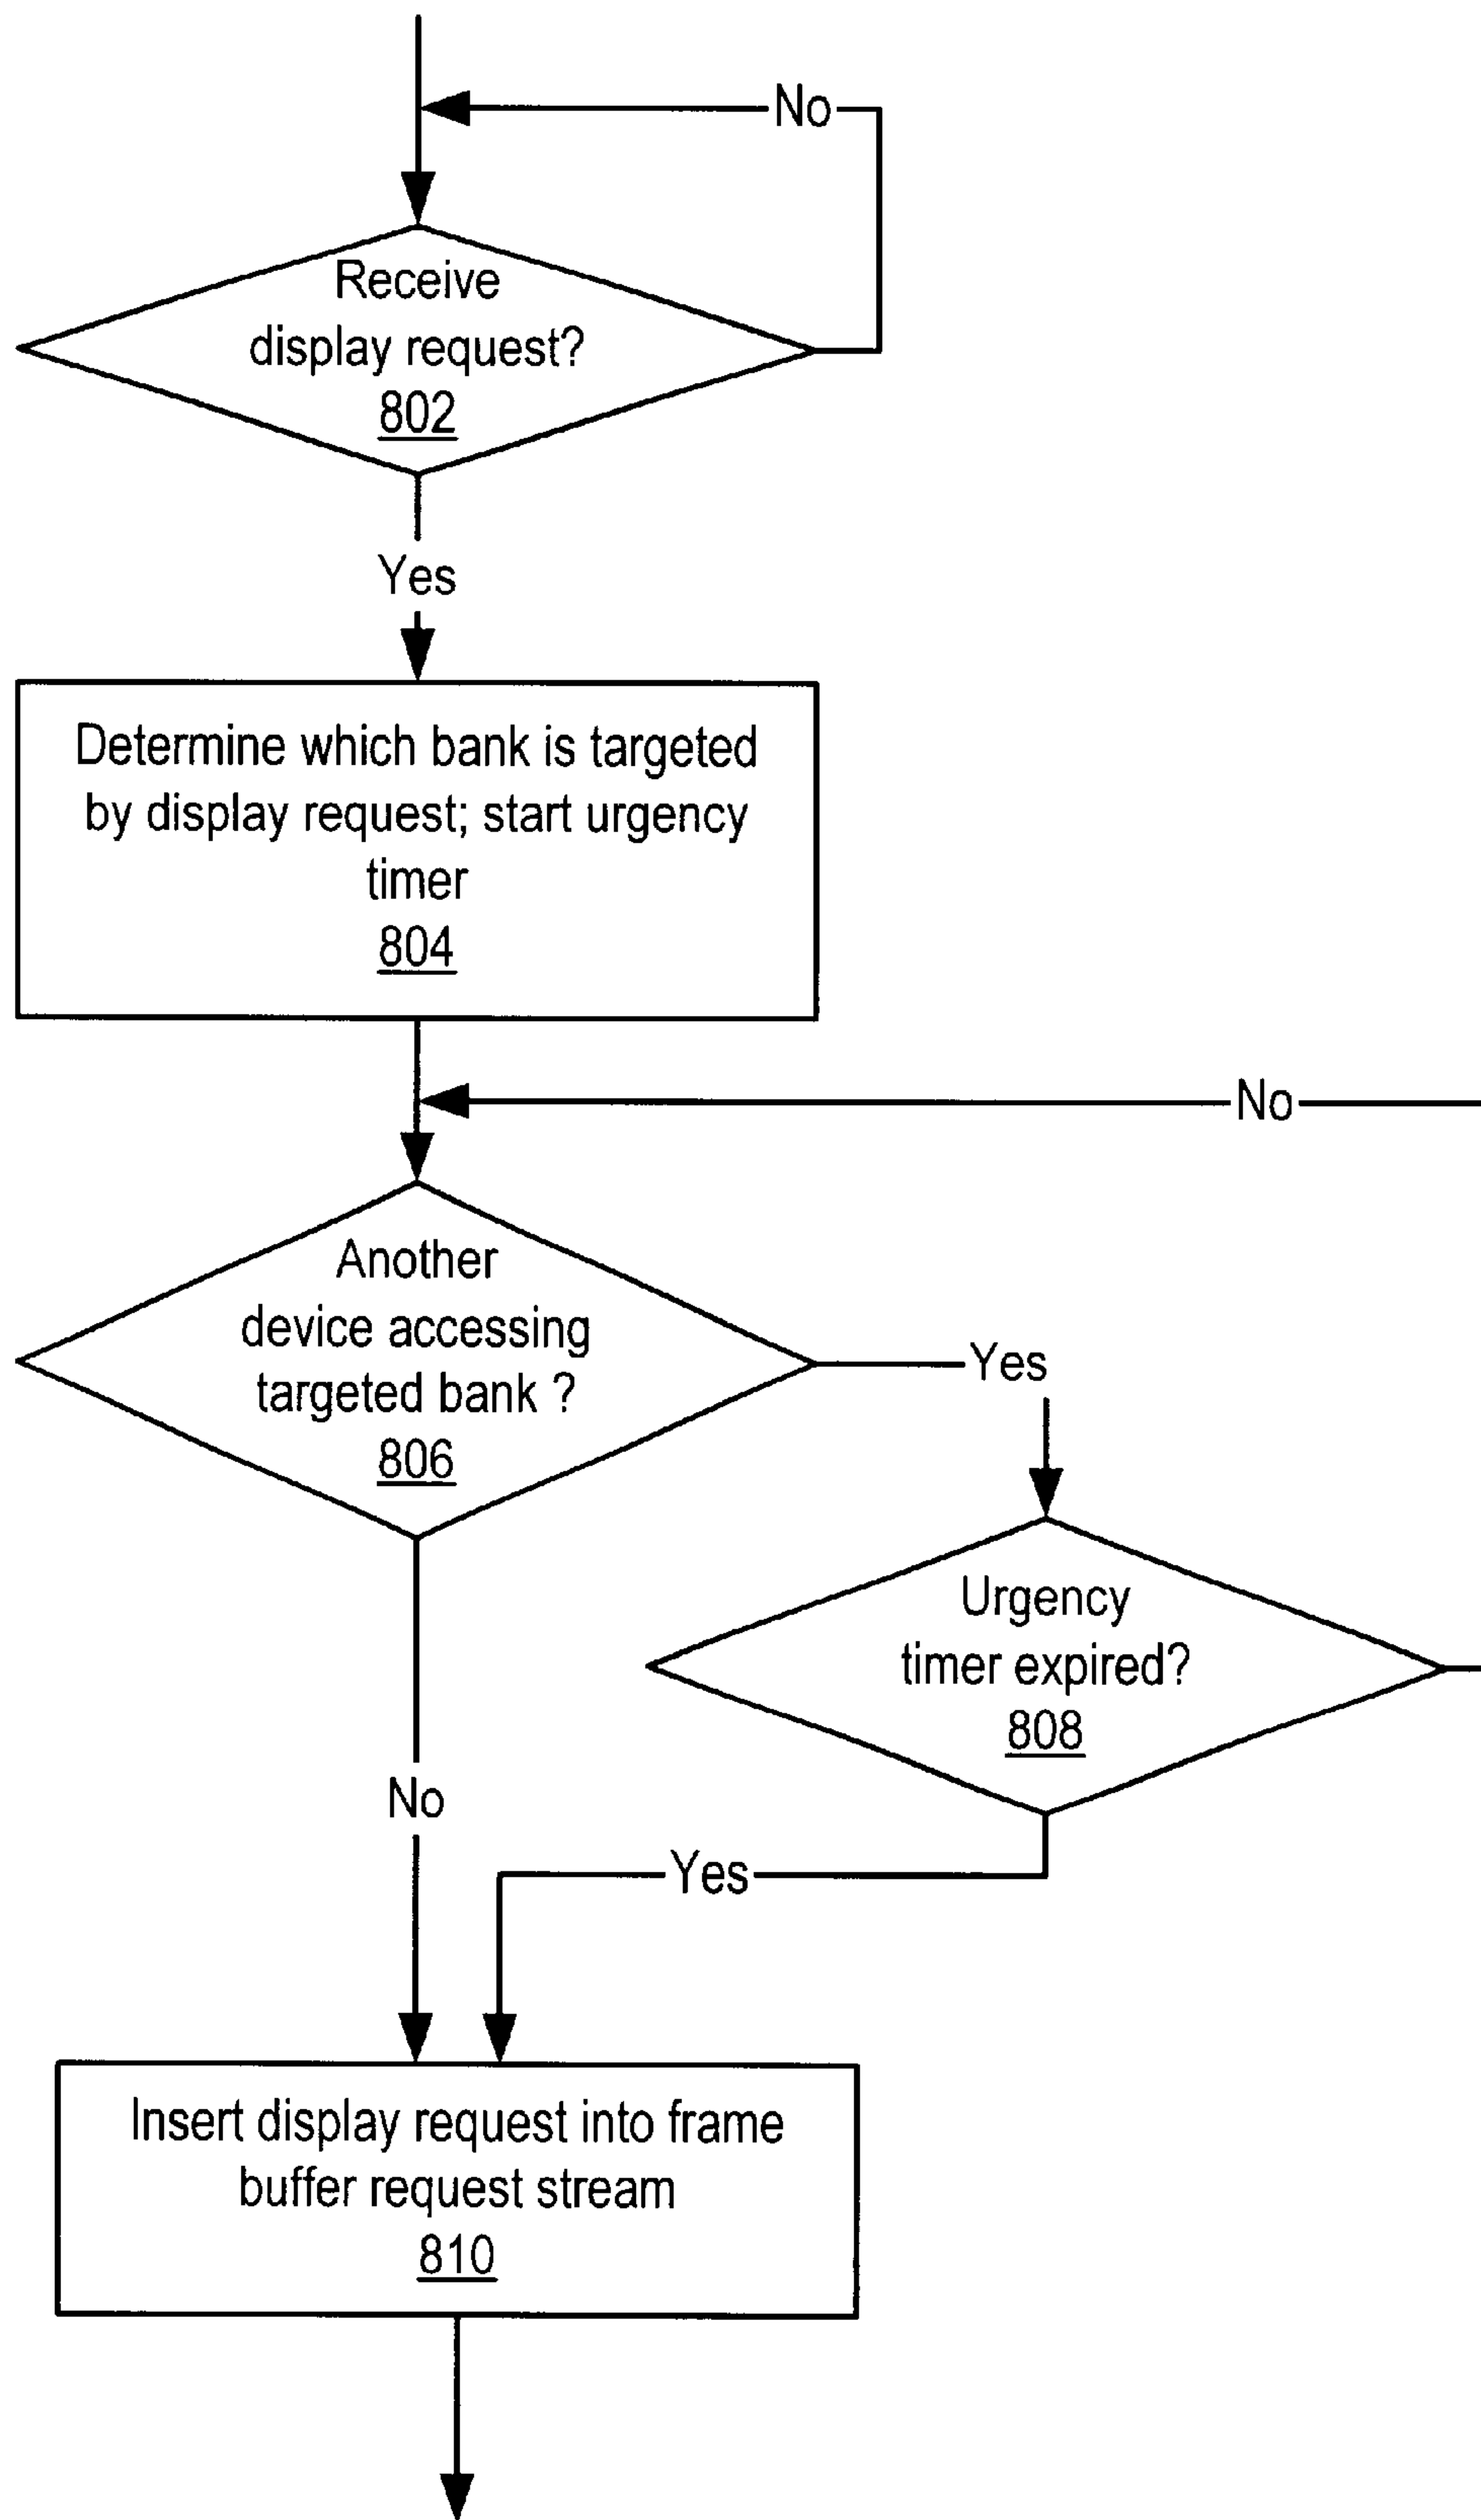 No
Receive
display request?
802
Yes
Determine which bank is targeted
by display request; start urgency
timer
804
No
Another
device accessing
targeted bank ?
806
Yes
Urgency
timer expired?
808
No
Yes
Insert display request into frame
buffer request stream
810